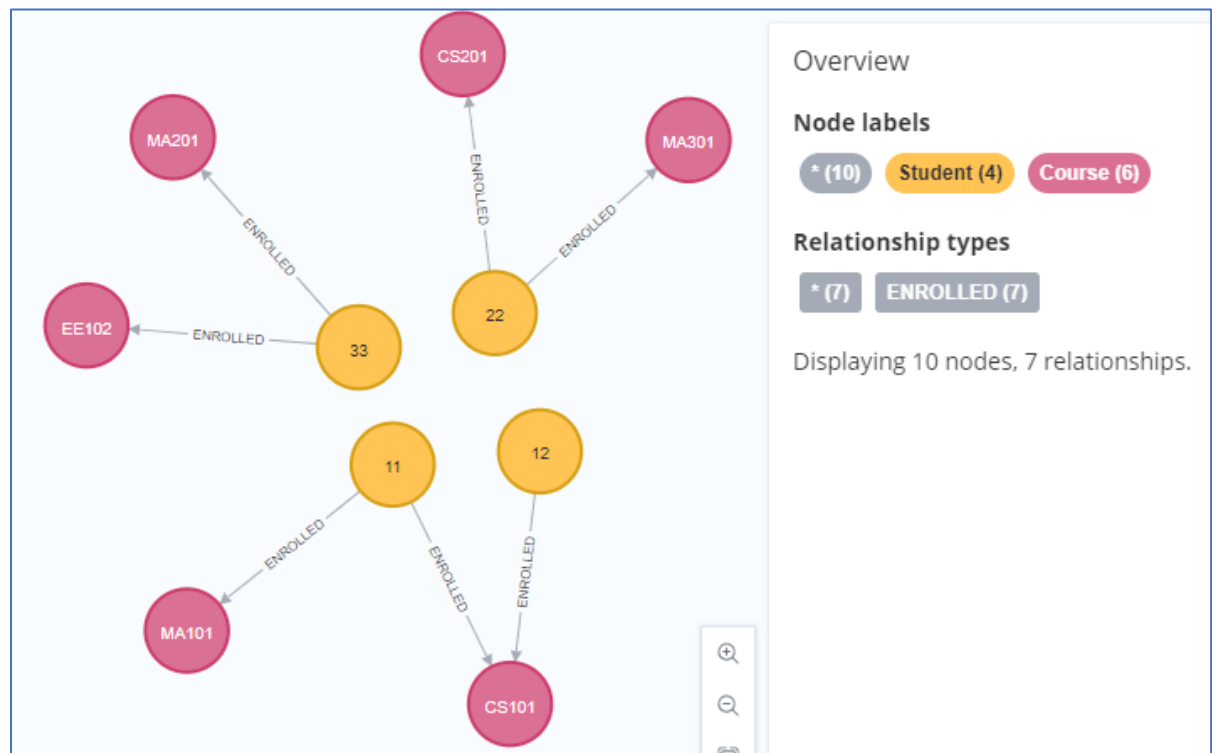 CS201
MA201
MA301
ENROLLED
ENROLLED
ENROLLED
EE102
ENROLLED
22
33
11
12
ENROLLED
ENROLLED
ENROLLED
MA101
CS101
Overview
Node labels
* (10) Student (4) Course (6)
Relationship types
* (7) ENROLLED (7)
Displaying 10 nodes, 7 relationships.